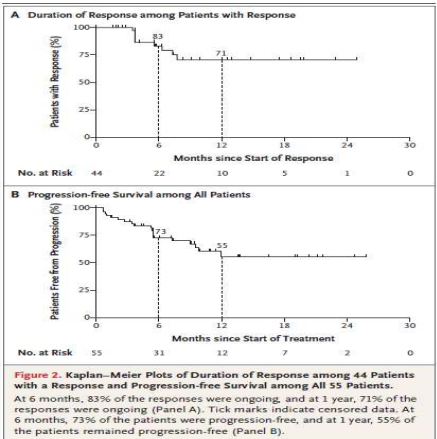 A Duration of Response among Patients with Response
Patients with Response (%)
100
75
50
25
0
83
71
0 6 12 18 24 30
Months since Start of Response
No. at Risk 44 22 10 5 1 0
B Progression-free Survival among All Patients
Patients Free from Progression (%)
100
75
50
25
0
73
55
0 6 12 18 24 30
Months since Start of Treatment
No. at Risk 55 31 12 7 2 0
Figure 2. Kaplan–Meier Plots of Duration of Response among 44 Patients
with a Response and Progression-free Survival among All 55 Patients.
At 6 months, 83% of the responses were ongoing, and at 1 year, 71% of the
responses were ongoing (Panel A). Tick marks indicate censored data. At
6 months, 73% of the patients were progression-free, and at 1 year, 55% of
the patients remained progression-free (Panel B).